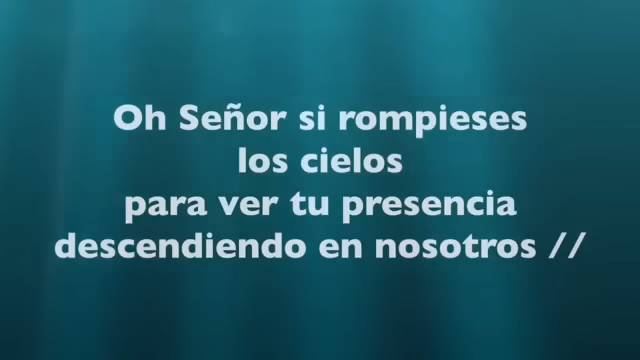 Oh Señor si rompieses
los cielos
para ver tu presencia
descendiendo en nosotros //